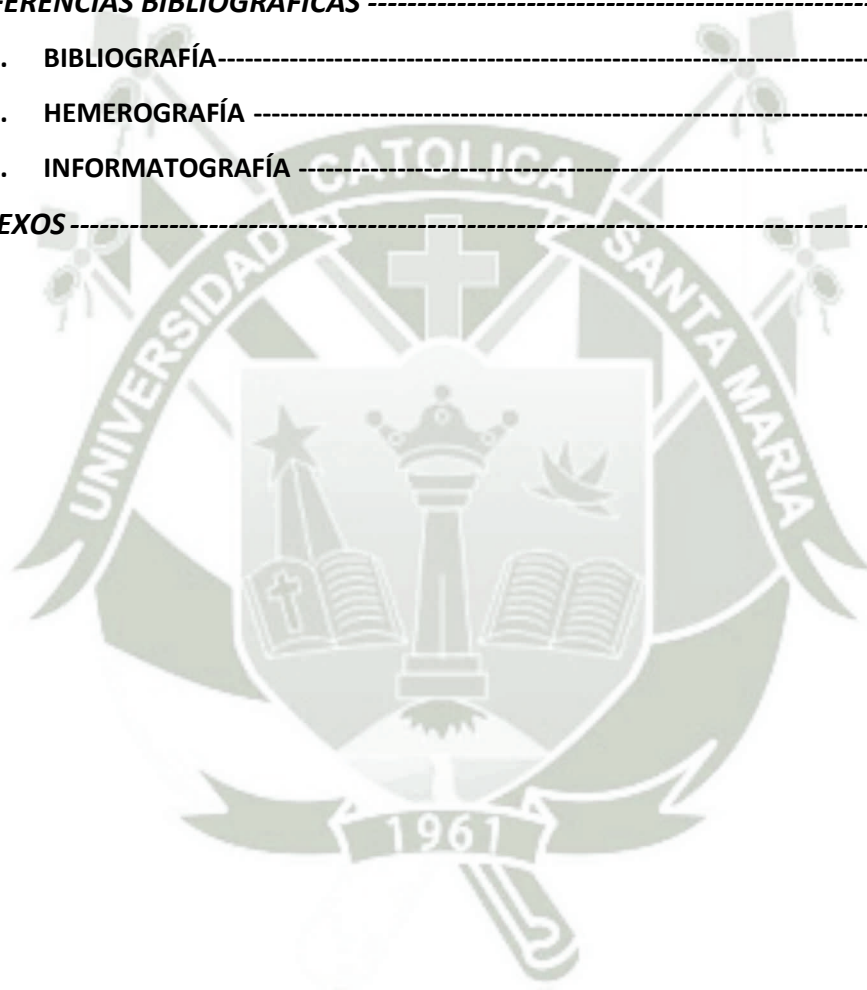 FERENCIAS BIBLIOGRÁFICAS -----------------------------------------------------------------
. BIBLIOGRAFÍA-------------------------------------------------------------------------
. HEMEROGRAFÍA --------------------------------------------------------------------
. INFORMATOGRAFÍA ---------------------------------------------------------------
EXOS ----------------------------------------------------------------------------------------
UNIVERSIDAD CATOLICA SANTA MARIA
1961